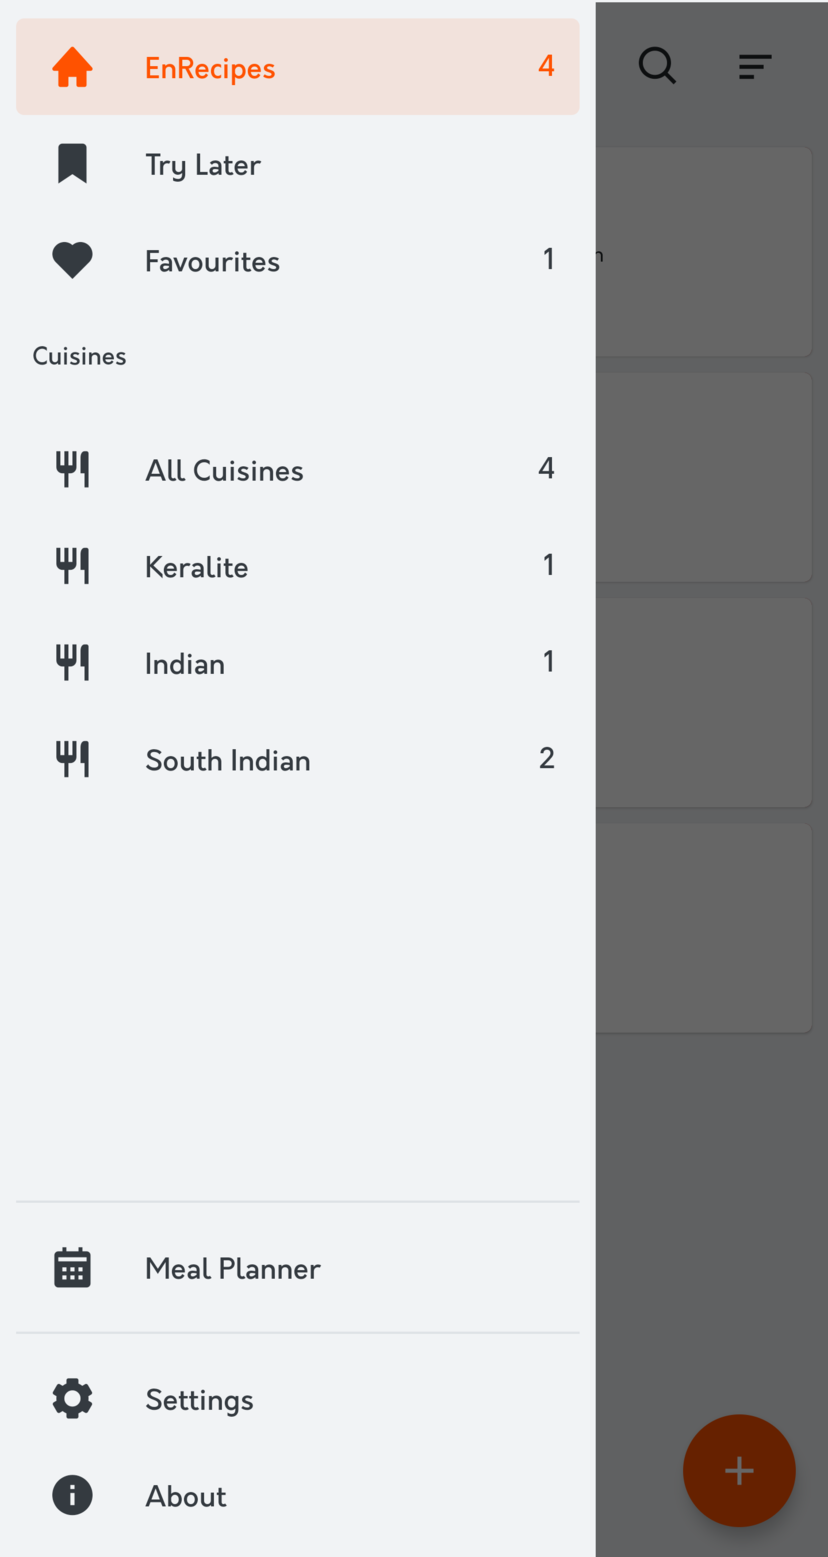 EnRecipes 4
Try Later
Favourites 1
Cuisines
All Cuisines 4
Keralite 1
Indian 1
South Indian 2
Meal Planner
Settings
About